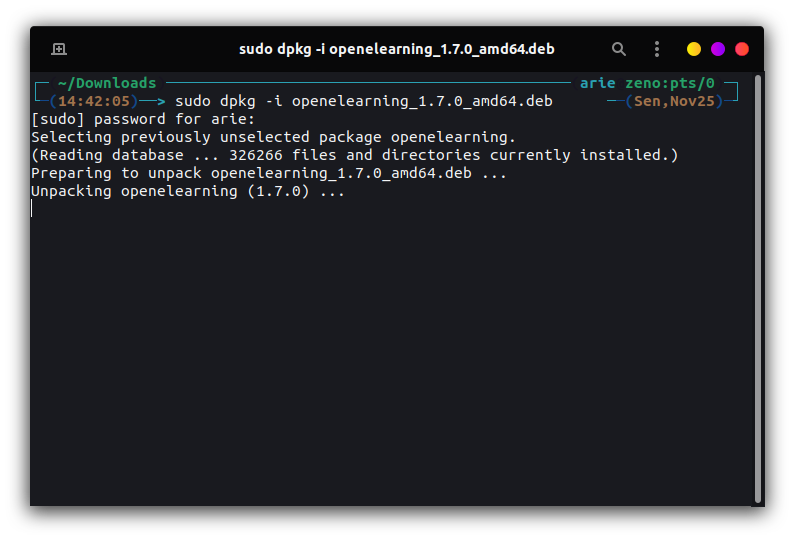 sudo dpkg -i openelearning_1.7.0_amd64.deb
~/Downloads arie zeno:pts/0
(14:42:05)—> sudo dpkg -i openelearning_1.7.0_amd64.deb —(Sen,Nov25)—
[sudo] password for arie:
Selecting previously unselected package openelearning.
(Reading database ... 326266 files and directories currently installed.)
Preparing to unpack openelearning_1.7.0_amd64.deb ...
Unpacking openelearning (1.7.0) ...